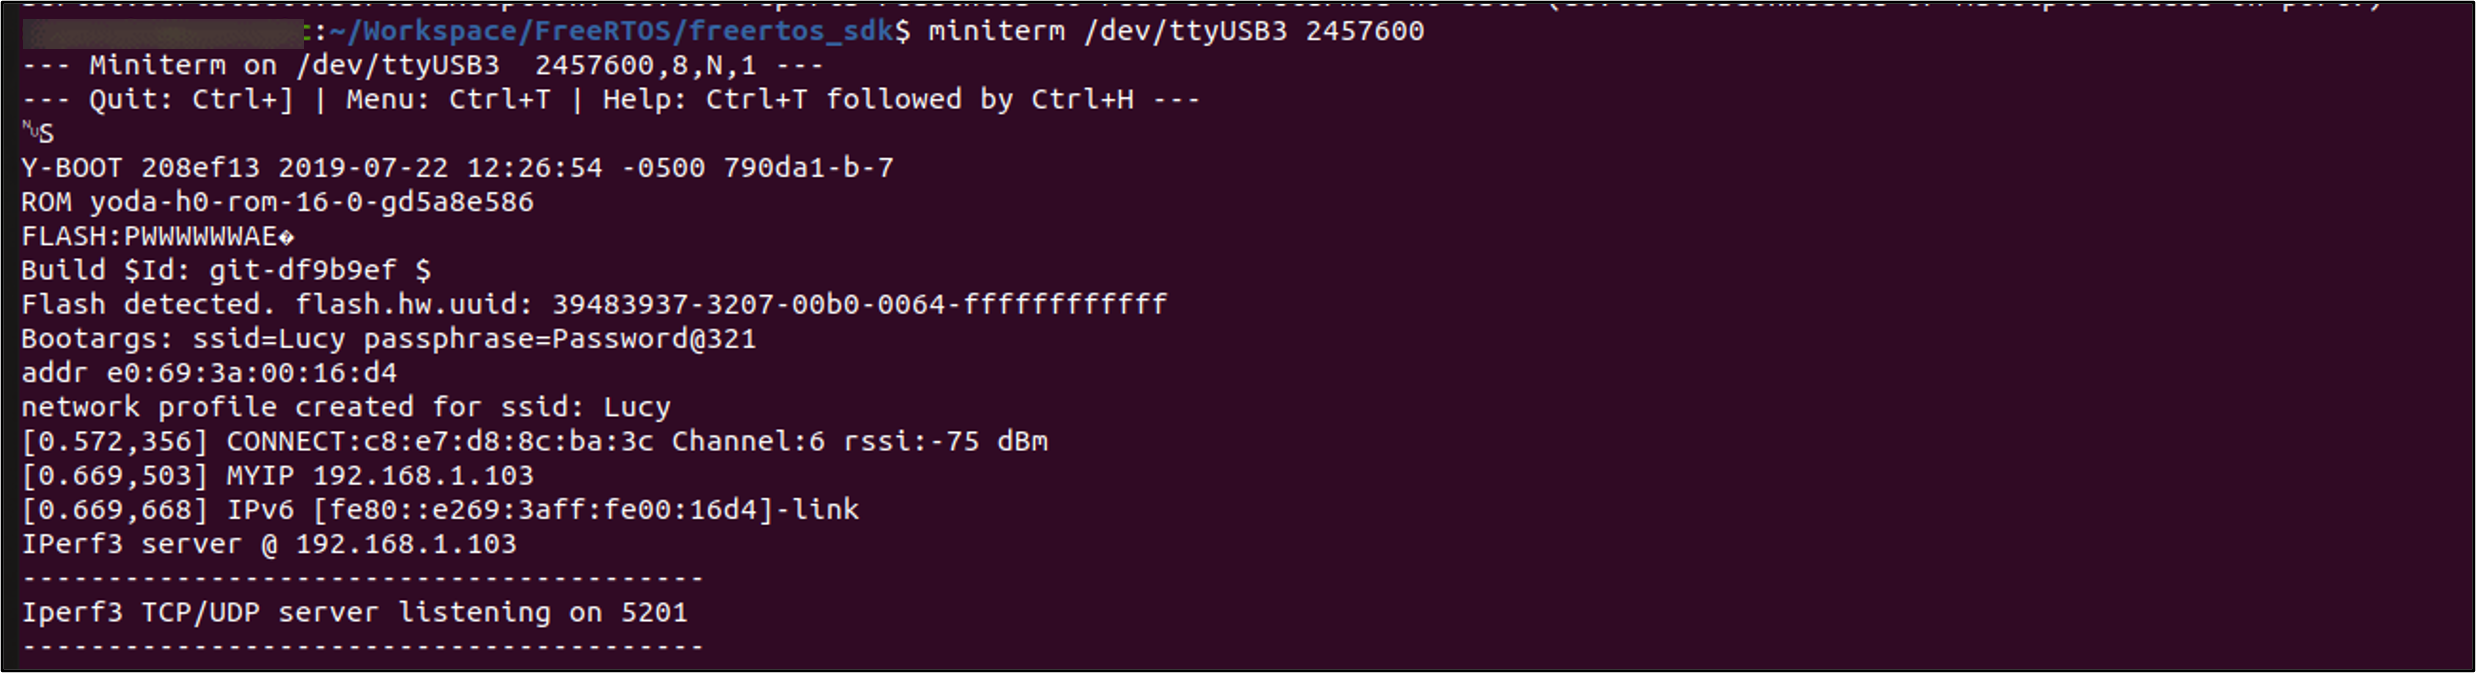 :~/Workspace/FreeRTOS/freertos_sdk$ miniterm /dev/ttyUSB3 2457600
--- Miniterm on /dev/ttyUSB3  2457600,8,N,1 ---
--- Quit: Ctrl+] | Menu: Ctrl+T | Help: Ctrl+T followed by Ctrl+H ---
␀S
Y-BOOT 208ef13 2019-07-22 12:26:54 -0500 790da1-b-7
ROM yoda-h0-rom-16-0-gd5a8e586
FLASH:PWWWWWWAE�
Build $Id: git-df9b9ef $
Flash detected. flash.hw.uuid: 39483937-3207-00b0-0064-ffffffffffff
Bootargs: ssid=Lucy passphrase=Password@321
addr e0:69:3a:00:16:d4
network profile created for ssid: Lucy
[0.572,356] CONNECT:c8:e7:d8:8c:ba:3c Channel:6 rssi:-75 dBm
[0.669,503] MYIP 192.168.1.103
[0.669,668] IPv6 [fe80::e269:3aff:fe00:16d4]-link
IPerf3 server @ 192.168.1.103
----------------------------------------
Iperf3 TCP/UDP server listening on 5201
----------------------------------------